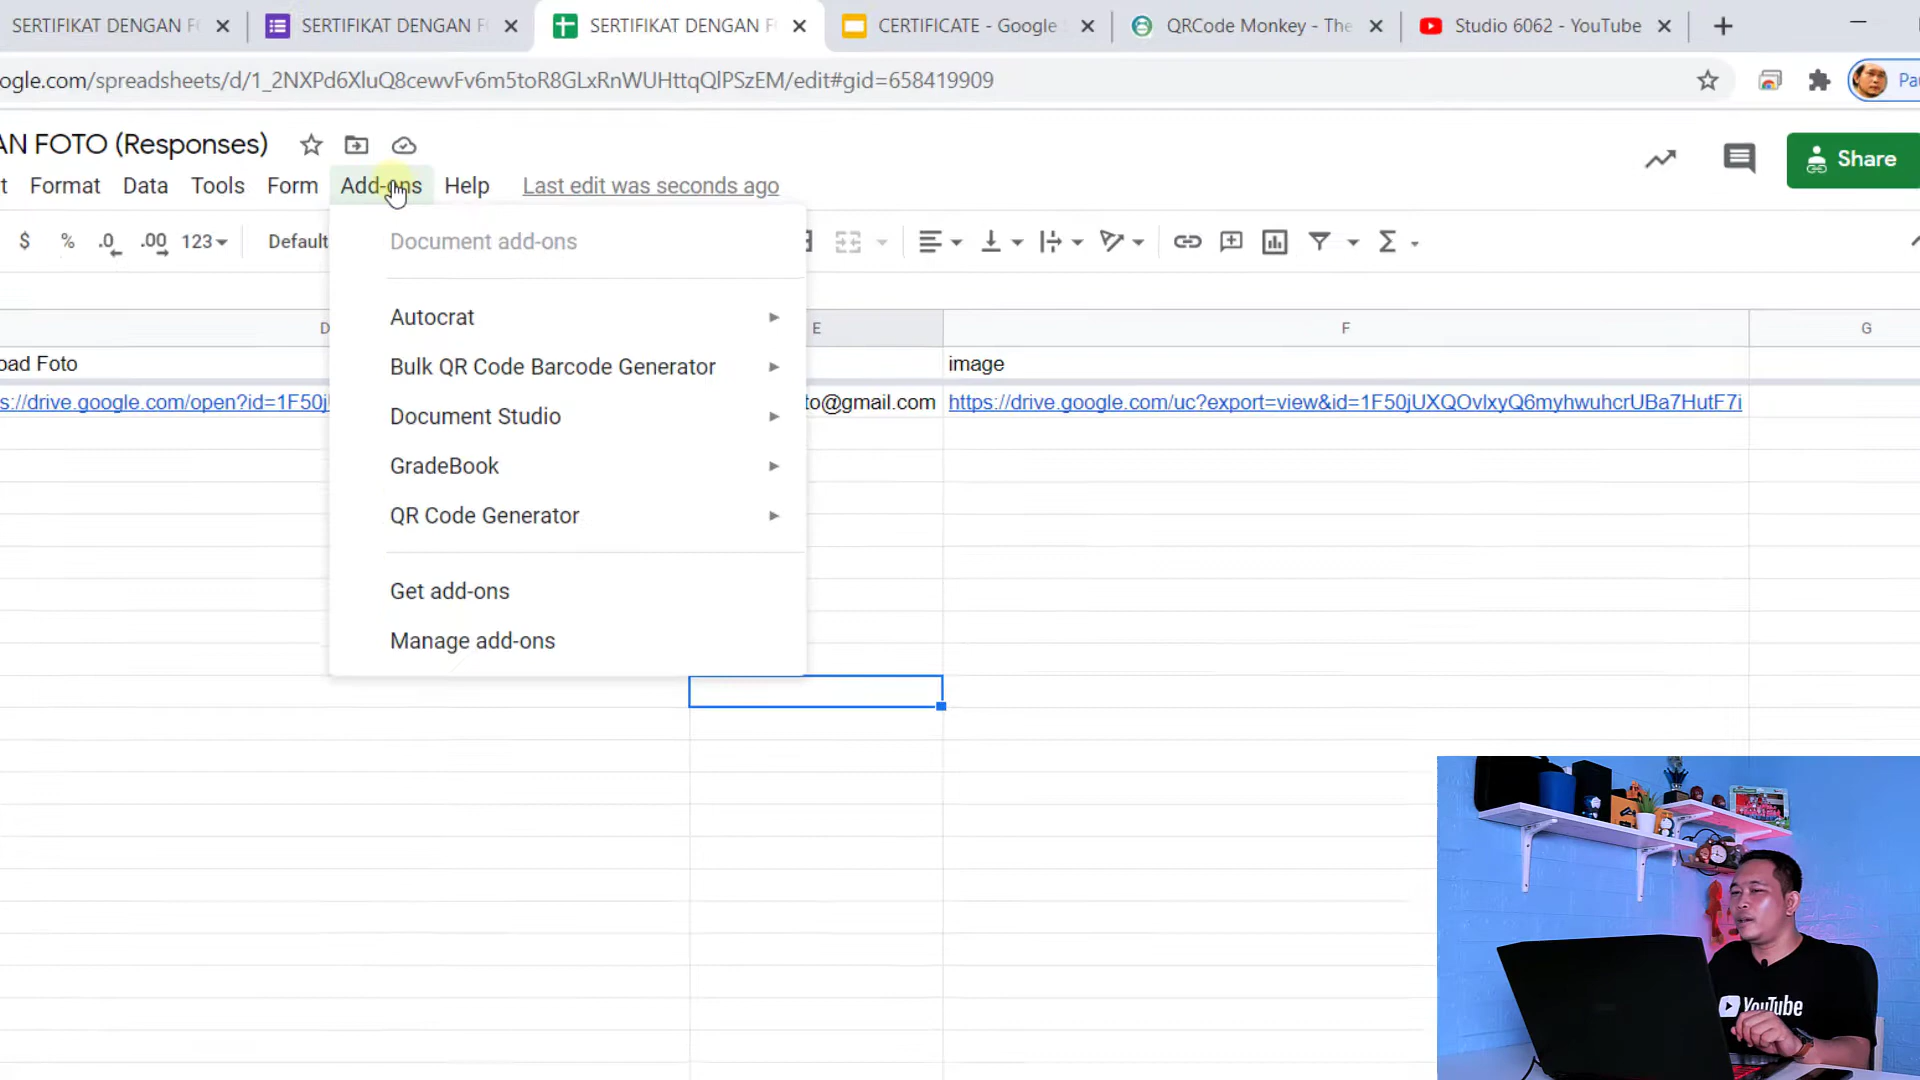 SERTIFIKAT DENGAN F
SERTIFIKAT DENGAN F
SERTIFIKAT DENGAN F
CERTIFICATE - Google
QRCode Monkey - The
Studio 6062 - YouTube
ogle.com/spreadsheets/d/1_2NXPd6XluQ8cewvFv6m5toR8GLxRnWUHttqQlPSzEM/edit#gid=658419909
AN FOTO (Responses)
Share
Format Data Tools Form Add-ons Help Last edit was seconds ago
$ % .0 .00 123 Default
Document add-ons
Autocrat
Bulk QR Code Barcode Generator
Document Studio
GradeBook
QR Code Generator
Get add-ons
Manage add-ons
D E F G
oad Foto image
s://drive.google.com/open?id=1F50j to@gmail.com https://drive.google.com/uc?export=view&id=1F50jUXQOvlxyQ6myhwuhcrUBa7HutF7i
YouTube